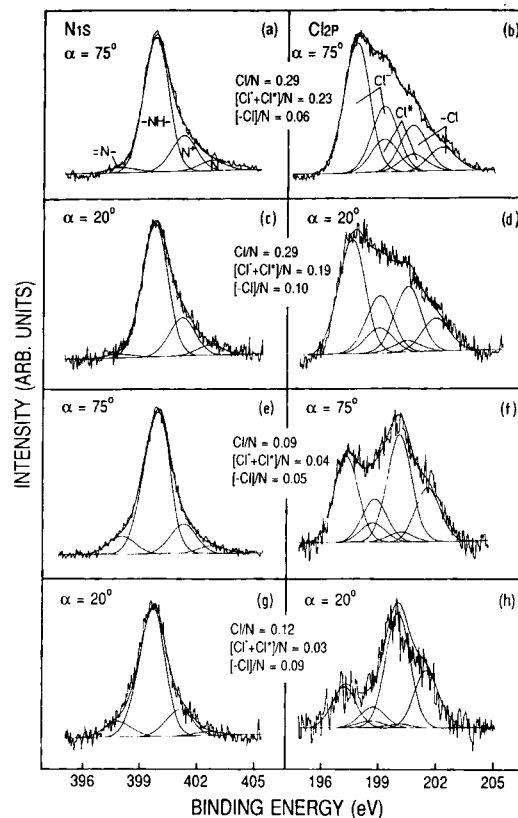 N1S (a)
α = 75°
=N-
-NH-
N+
N
Cl2P (b)
α = 75°
Cl-
Cl*
-Cl
Cl/N = 0.29
[Cl-+Cl*]/N = 0.23
[-Cl]/N = 0.06
(c)
α = 20°
(d)
α = 20°
Cl/N = 0.29
[Cl-+Cl*]/N = 0.19
[-Cl]/N = 0.10
(e)
α = 75°
(f)
α = 75°
Cl/N = 0.09
[Cl-+Cl*]/N = 0.04
[-Cl]/N = 0.05
(g)
α = 20°
(h)
α = 20°
Cl/N = 0.12
[Cl-+Cl*]/N = 0.03
[-Cl]/N = 0.09
INTENSITY (ARB. UNITS)
396 399 402 405 196 199 202 205
BINDING ENERGY (eV)